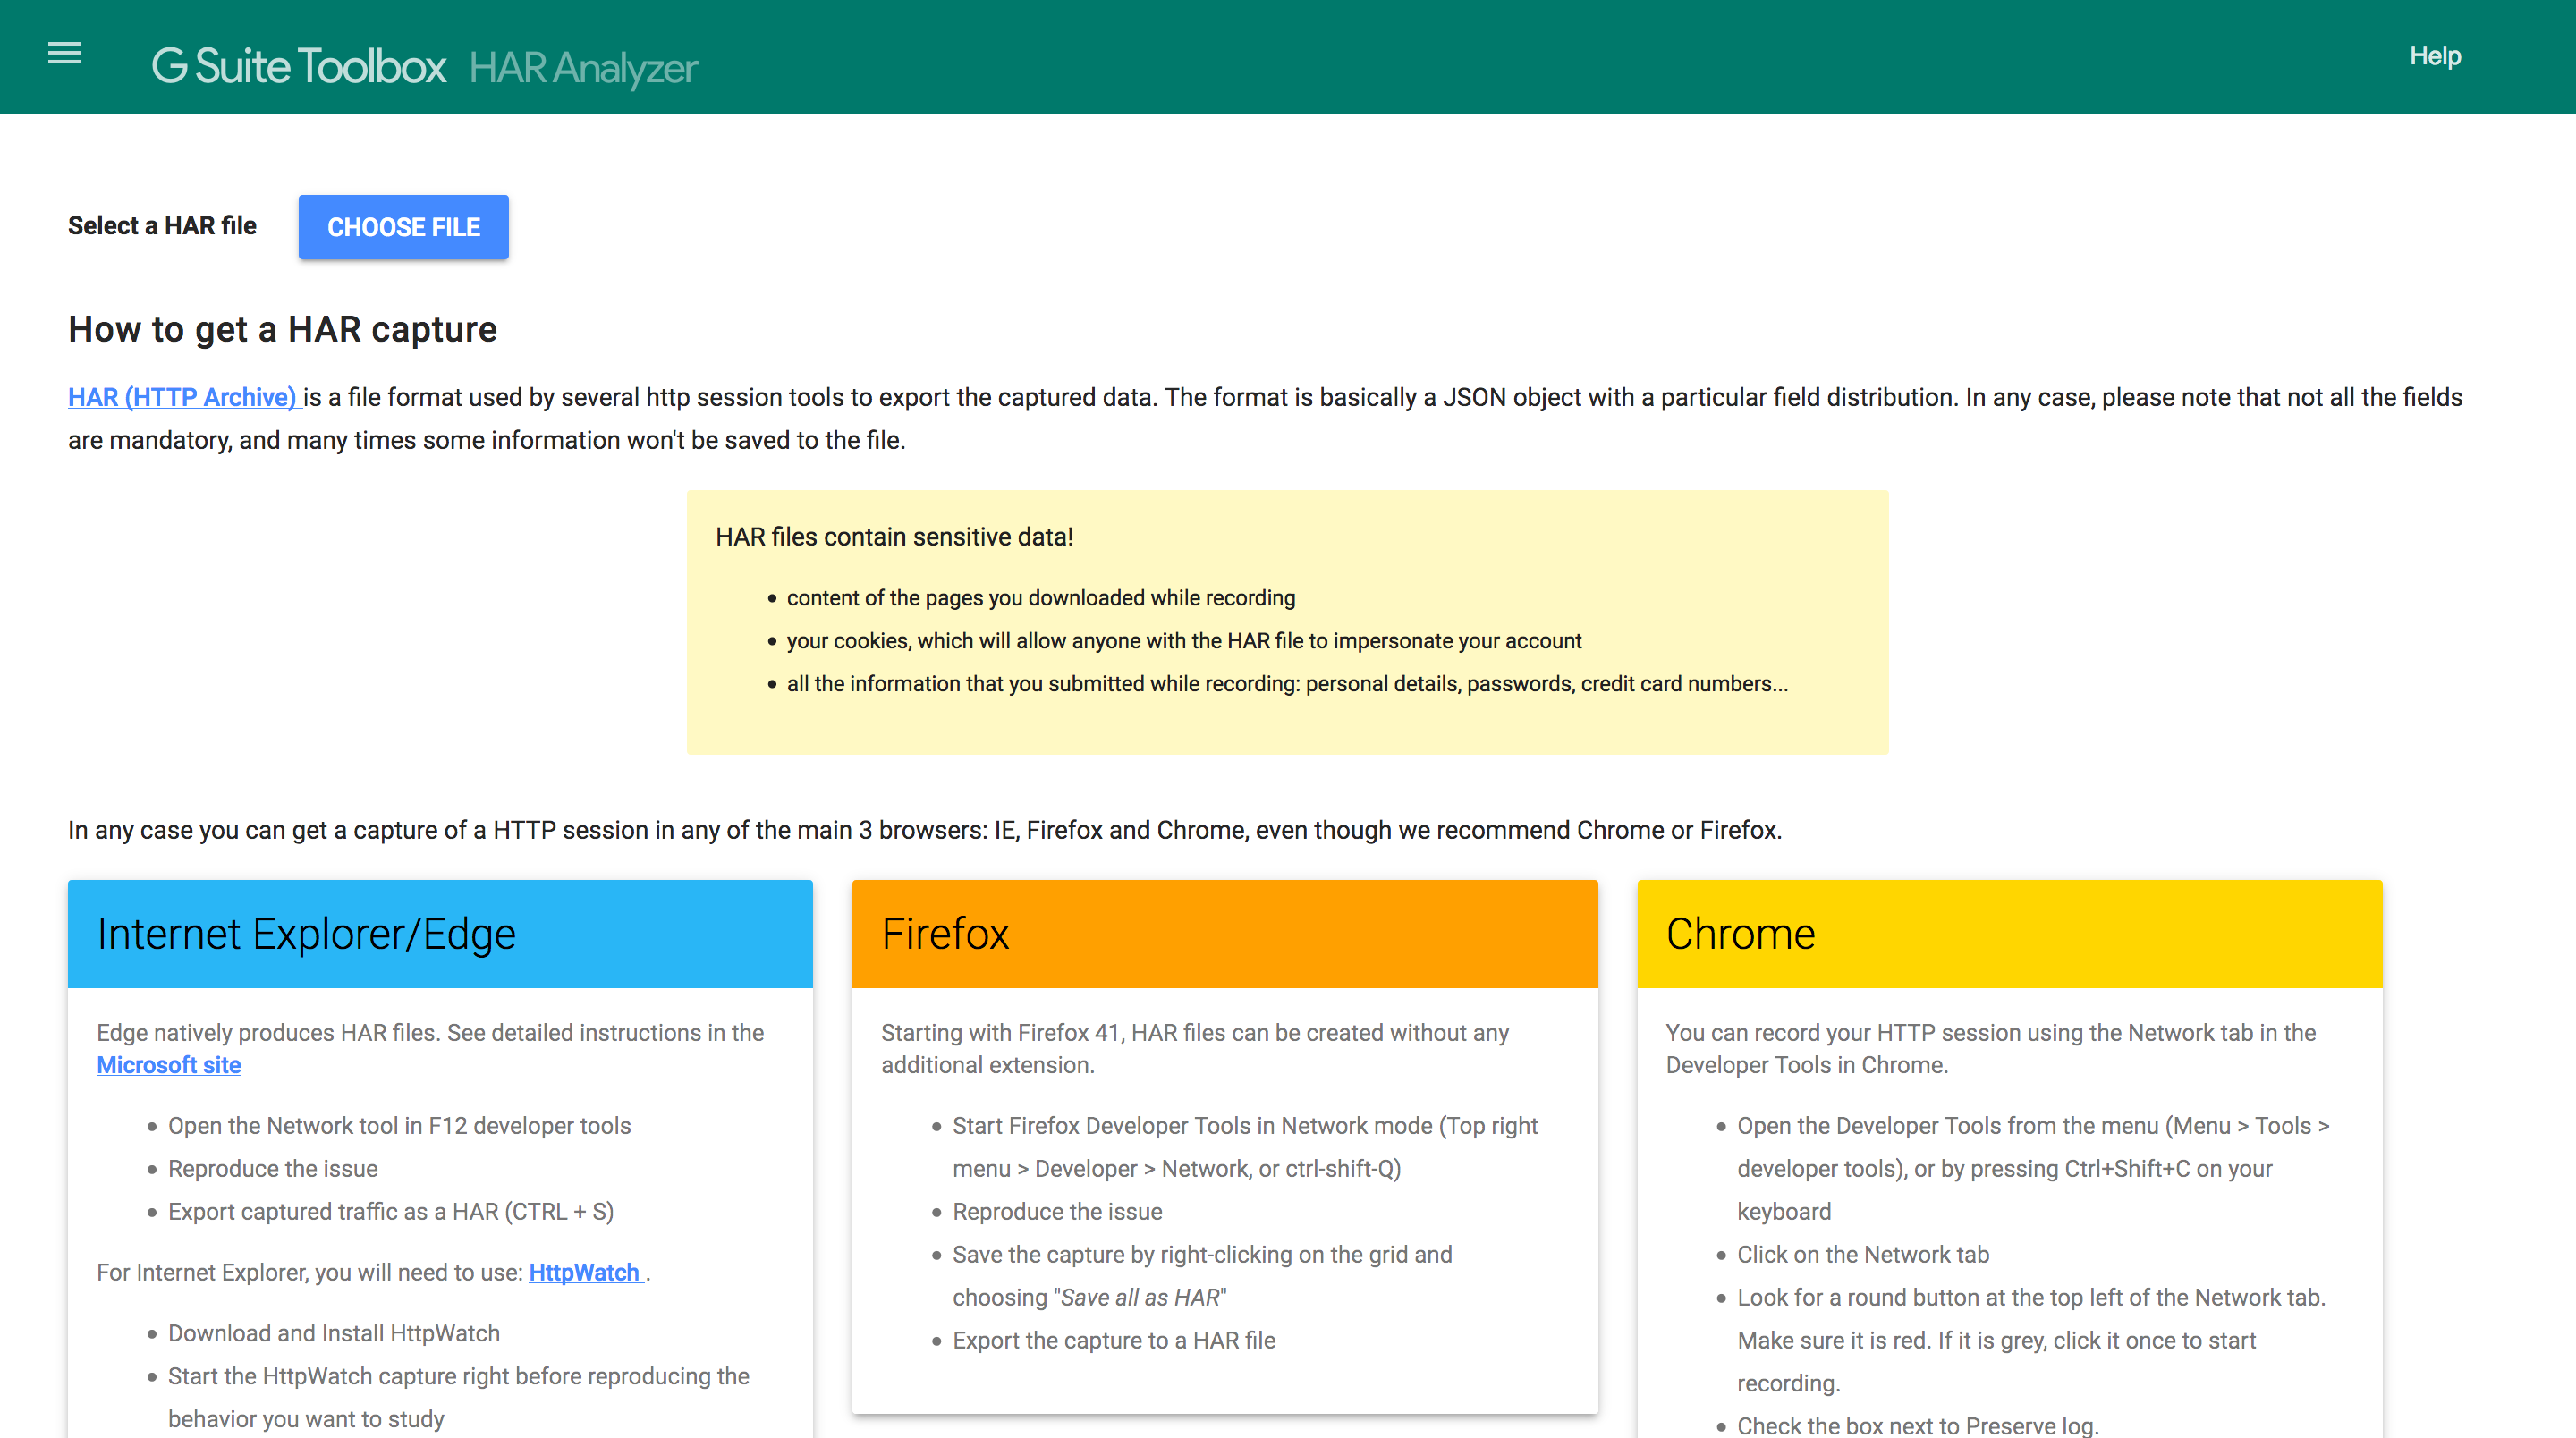 G Suite Toolbox HAR Analyzer
Help
Select a HAR file
CHOOSE FILE
How to get a HAR capture
HAR (HTTP Archive) is a file format used by several http session tools to export the captured data. The format is basically a JSON object with a particular field distribution. In any case, please note that not all the fields
are mandatory, and many times some information won't be saved to the file.
HAR files contain sensitive data!
• content of the pages you downloaded while recording
• your cookies, which will allow anyone with the HAR file to impersonate your account
• all the information that you submitted while recording: personal details, passwords, credit card numbers...
In any case you can get a capture of a HTTP session in any of the main 3 browsers: IE, Firefox and Chrome, even though we recommend Chrome or Firefox.
Internet Explorer/Edge
Edge natively produces HAR files. See detailed instructions in the
Microsoft site
• Open the Network tool in F12 developer tools
• Reproduce the issue
• Export captured traffic as a HAR (CTRL + S)
For Internet Explorer, you will need to use: HttpWatch .
• Download and Install HttpWatch
• Start the HttpWatch capture right before reproducing the
behavior you want to study
Firefox
Starting with Firefox 41, HAR files can be created without any
additional extension.
• Start Firefox Developer Tools in Network mode (Top right
menu > Developer > Network, or ctrl-shift-Q)
• Reproduce the issue
• Save the capture by right-clicking on the grid and
choosing "Save all as HAR"
• Export the capture to a HAR file
Chrome
You can record your HTTP session using the Network tab in the
Developer Tools in Chrome.
• Open the Developer Tools from the menu (Menu > Tools >
developer tools), or by pressing Ctrl+Shift+C on your
keyboard
• Click on the Network tab
• Look for a round button at the top left of the Network tab.
Make sure it is red. If it is grey, click it once to start
recording.
• Check the box next to Preserve log.